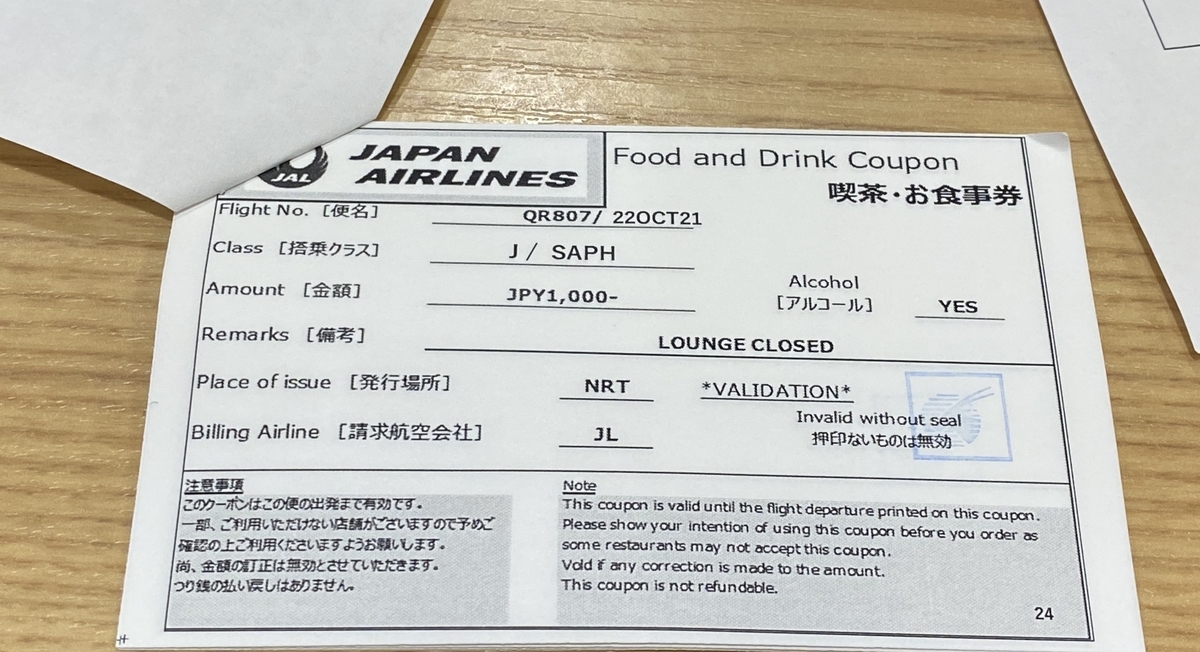 JAL
JAPAN
AIRLINES
Food and Drink Coupon
喫茶・お食事券
Flight No. [便名] QR807/ 22OCT21
Class [搭乗クラス] J / SAPH
Amount [金額] JPY1,000-
Alcohol
[アルコール] YES
Remarks [備考] LOUNGE CLOSED
Place of issue [発行場所] NRT
*VALIDATION*
Invalid without seal
押印ないものは無効
Billing Airline [請求航空会社] JL
注意事項
このクーポンはこの便の出発まで有効です。
一部、ご利用いただけない店舗がございますので予めご
確認の上ご利用くださいますようお願いします。
尚、金額の訂正は無効とさせていただきます。
つり銭の払い戻しはありません。
Note
This coupon is valid until the flight departure printed on this coupon.
Please show your intention of using this coupon before you order as
some restaurants may not accept this coupon.
Void if any correction is made to the amount.
This coupon is not refundable.
24